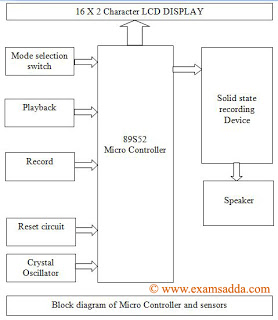 16 X 2 Character LCD DISPLAY
Mode selection
switch
Playback
Record
Reset circuit
Crystal
Oscillator
89S52
Micro Controller
Solid state
recording
Device
Speaker
© www.examsadda.com
Block diagram of Micro Controller and sensors